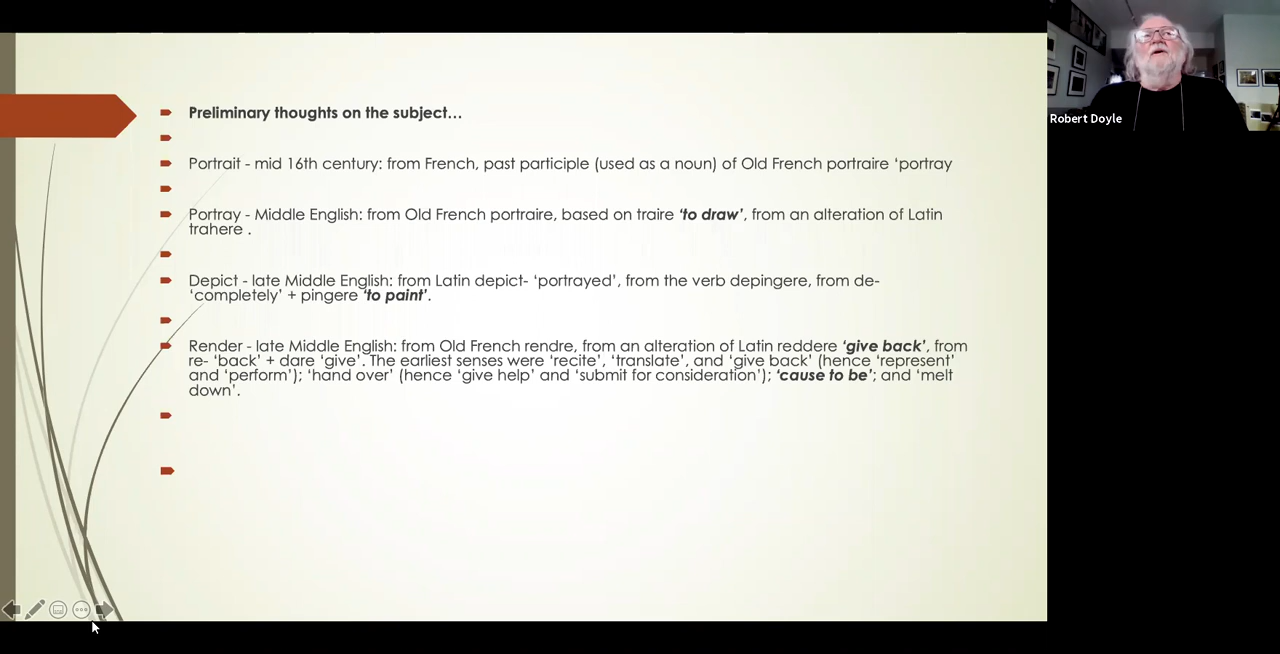 Preliminary thoughts on the subject…
Portrait - mid 16th century: from French, past participle (used as a noun) of Old French portraire ‘portray
Portray - Middle English: from Old French portraire, based on traire ‘to draw’, from an alteration of Latin
trahere .
Depict - late Middle English: from Latin depict- ‘portrayed’, from the verb depingere, from de-
‘completely’ + pingere ‘to paint’.
Render - late Middle English: from Old French rendre, from an alteration of Latin reddere ‘give back’, from
re- ‘back’ + dare ‘give’. The earliest senses were ‘recite’, ‘translate’, and ‘give back’ (hence ‘represent’
and ‘perform’); ‘hand over’ (hence ‘give help’ and ‘submit for consideration’); ‘cause to be’; and ‘melt
down’.
Robert Doyle